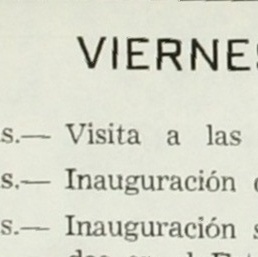 VIERNES
s.— Visita a las
s.— Inauguración
s.— Inauguración